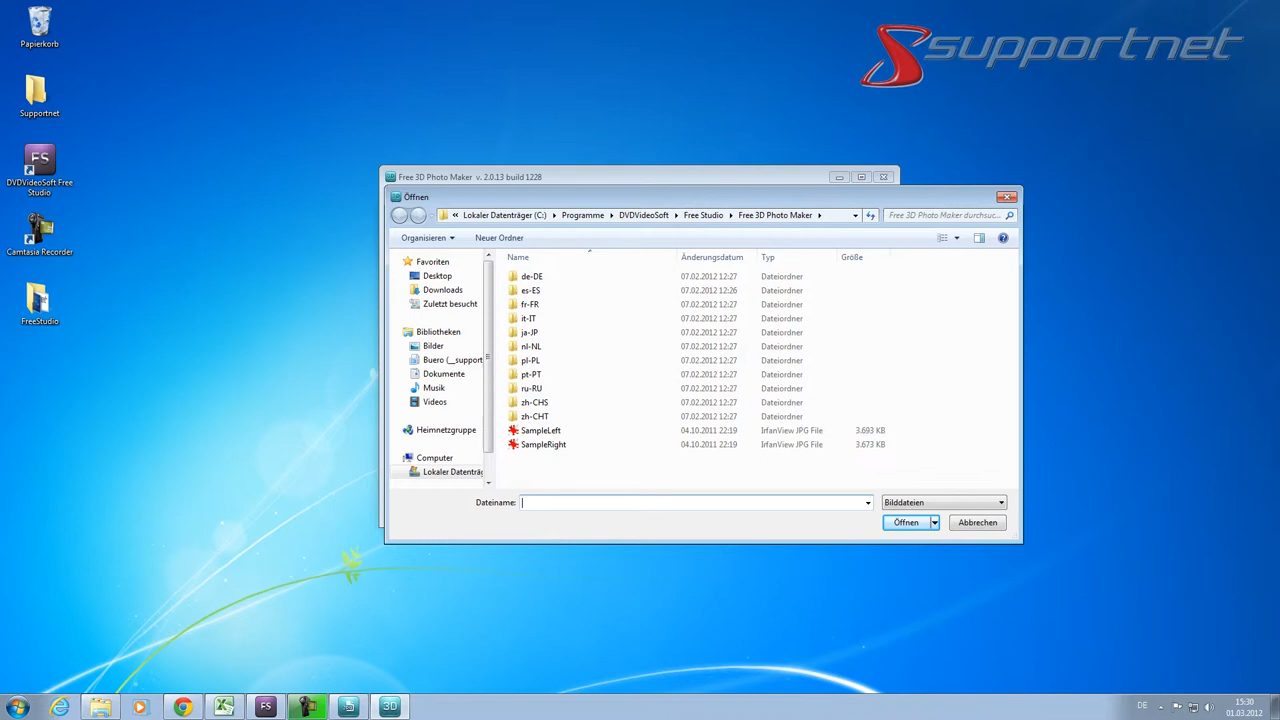 Papierkorb
Supportnet
DVDVideoSoft Free
Studio
Camtasia Recorder
FreeStudio
supportnet
Free 3D Photo Maker v. 2.0.13 build 1228
Öffnen
« Lokaler Datenträger (C:) Programme DVDVideoSoft Free Studio Free 3D Photo Maker
Free 3D Photo Maker durchsuc...
Organisieren Neuer Ordner
Name Änderungsdatum Typ Größe
Favoriten
Desktop
Downloads
Zuletzt besucht
Bibliotheken
Bilder
Buero (__support
Dokumente
Musik
Videos
Heimnetzgruppe
Computer
Lokaler Datenträg
de-DE 07.02.2012 12:27 Dateiordner
es-ES 07.02.2012 12:26 Dateiordner
fr-FR 07.02.2012 12:27 Dateiordner
it-IT 07.02.2012 12:27 Dateiordner
ja-JP 07.02.2012 12:27 Dateiordner
nl-NL 07.02.2012 12:27 Dateiordner
pl-PL 07.02.2012 12:27 Dateiordner
pt-PT 07.02.2012 12:27 Dateiordner
ru-RU 07.02.2012 12:27 Dateiordner
zh-CHS 07.02.2012 12:27 Dateiordner
zh-CHT 07.02.2012 12:27 Dateiordner
SampleLeft 04.10.2011 22:19 IrfanView JPG File 3.693 KB
SampleRight 04.10.2011 22:19 IrfanView JPG File 3.673 KB
Dateiname:
Bilddateien
Öffnen
Abbrechen
FS
3D
DE
15:30
01.03.2012